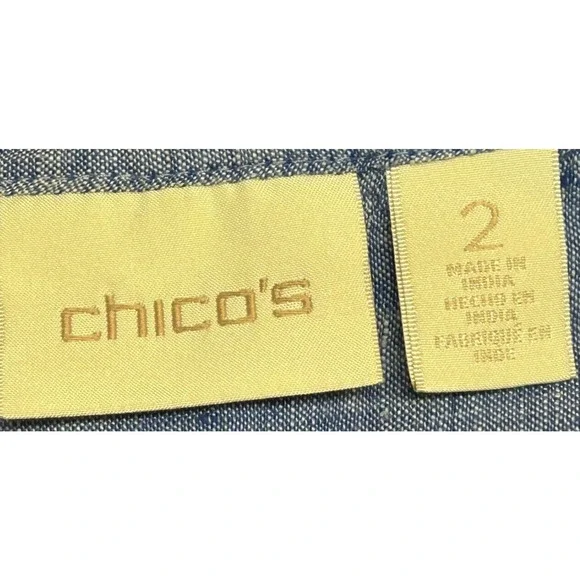 chico's
2
MADE IN
INDIA
HECHO EN
INDIA
FABRIQUÉ EN
INDE